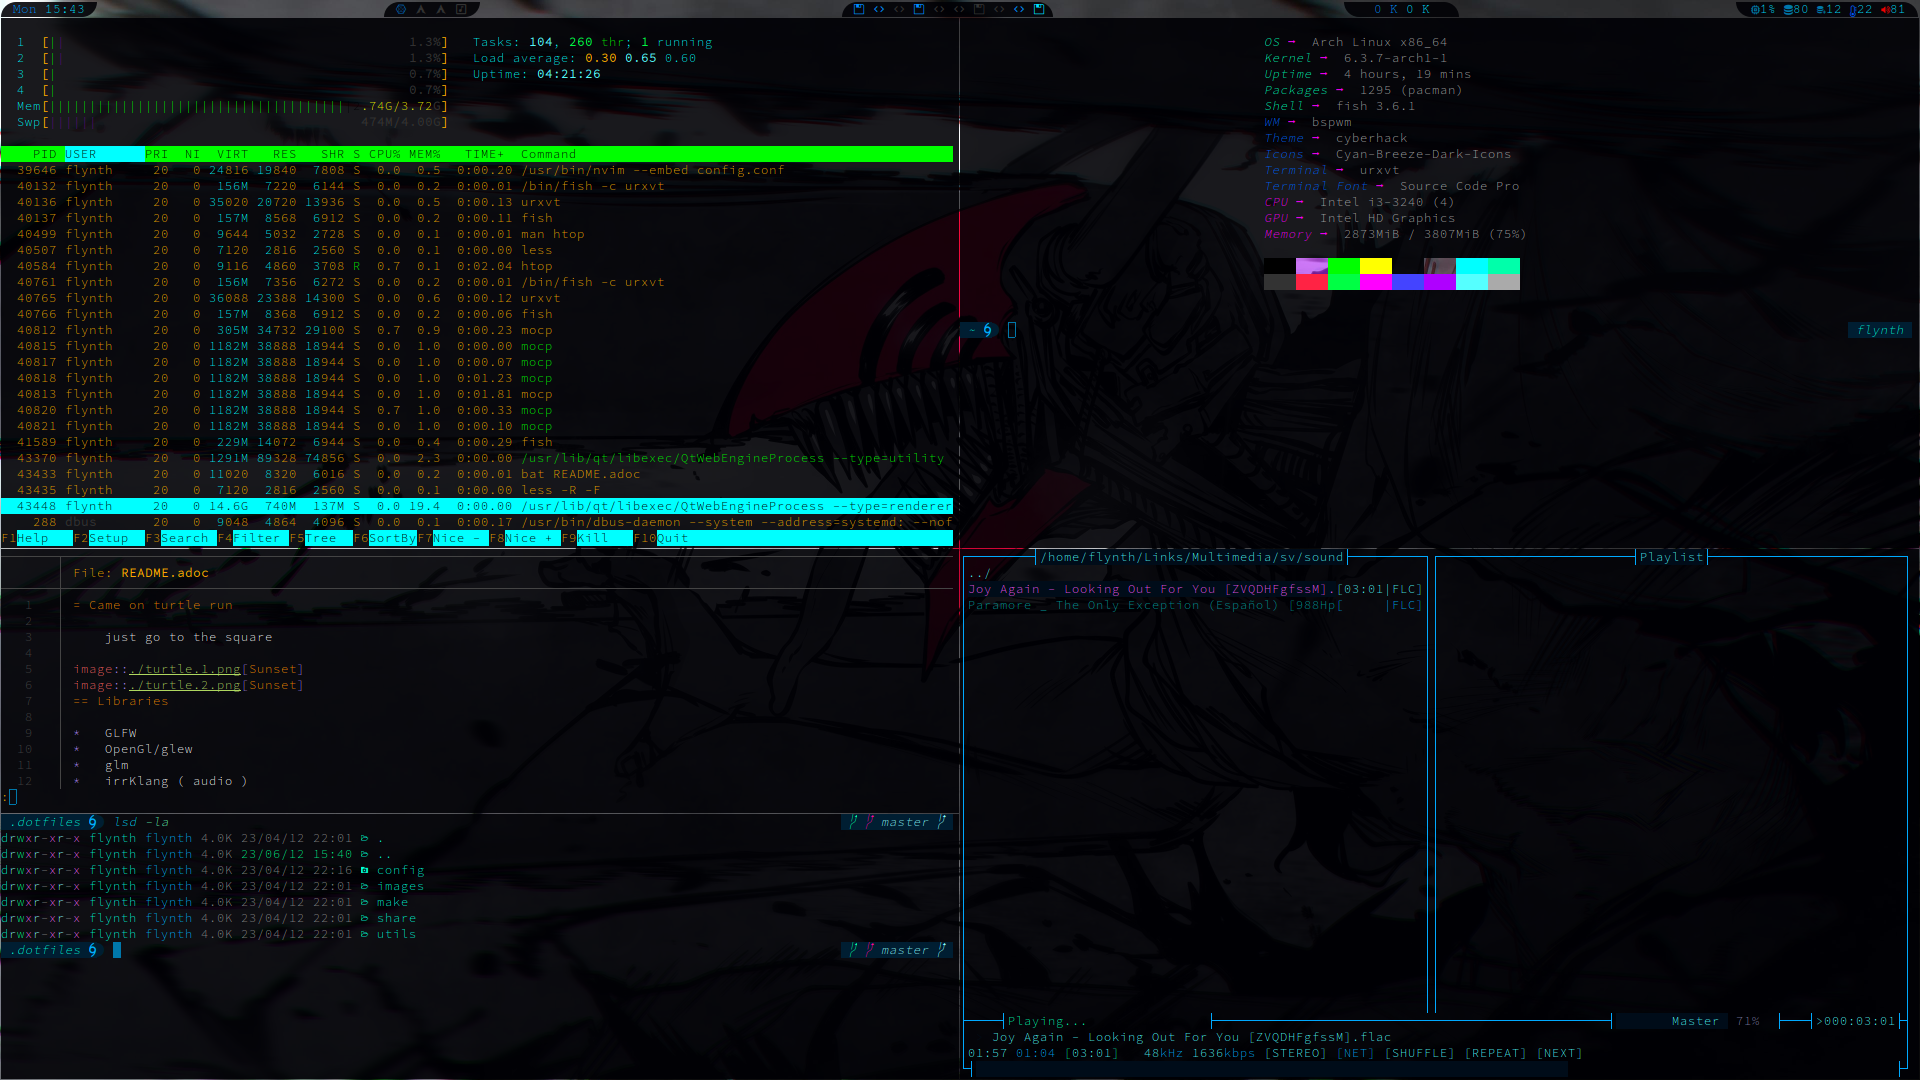 Mon 15:43
0 K 0 K
1% 80 12 22 81
1 [|| 1.3%]
2 [|| 1.3%]
3 [| 0.7%]
4 [| 0.7%]
Mem[ .74G/3.72G]
Swp[|||||| 474M/4.00G]
Tasks: 104, 260 thr; 1 running
Load average: 0.30 0.65 0.60
Uptime: 04:21:26
PID USER PRI NI VIRT RES SHR S CPU% MEM% TIME+ Command
39646 flynth 20 0 24816 19840 7808 S 0.0 0.5 0:00.20 /usr/bin/nvim --embed config.conf
40132 flynth 20 0 156M 7220 6144 S 0.0 0.2 0:00.01 /bin/fish -c urxvt
40136 flynth 20 0 35020 20720 13936 S 0.0 0.5 0:00.13 urxvt
40137 flynth 20 0 157M 8568 6912 S 0.0 0.2 0:00.11 fish
40499 flynth 20 0 9644 5032 2728 S 0.0 0.1 0:00.01 man htop
40507 flynth 20 0 7120 2816 2560 S 0.0 0.1 0:00.00 less
40584 flynth 20 0 9116 4860 3708 R 0.7 0.1 0:02.04 htop
40761 flynth 20 0 156M 7356 6272 S 0.0 0.2 0:00.01 /bin/fish -c urxvt
40765 flynth 20 0 36088 23388 14300 S 0.0 0.6 0:00.12 urxvt
40766 flynth 20 0 157M 8368 6912 S 0.0 0.2 0:00.06 fish
40812 flynth 20 0 305M 34732 29100 S 0.7 0.9 0:00.23 mocp
40815 flynth 20 0 1182M 38888 18944 S 0.0 1.0 0:00.00 mocp
40817 flynth 20 0 1182M 38888 18944 S 0.0 1.0 0:00.07 mocp
40818 flynth 20 0 1182M 38888 18944 S 0.0 1.0 0:01.23 mocp
40813 flynth 20 0 1182M 38888 18944 S 0.0 1.0 0:01.81 mocp
40820 flynth 20 0 1182M 38888 18944 S 0.7 1.0 0:00.33 mocp
40821 flynth 20 0 1182M 38888 18944 S 0.0 1.0 0:00.10 mocp
41589 flynth 20 0 229M 14072 6944 S 0.0 0.4 0:00.29 fish
43370 flynth 20 0 1291M 89328 74856 S 0.0 2.3 0:00.00 /usr/lib/qt/libexec/QtWebEngineProcess --type=utility
43433 flynth 20 0 11020 8320 6016 S 0.0 0.2 0:00.01 bat README.adoc
43435 flynth 20 0 7120 2816 2560 S 0.0 0.1 0:00.00 less -R -F
43448 flynth 20 0 14.6G 740M 137M S 0.0 19.4 0:00.00 /usr/lib/qt/libexec/QtWebEngineProcess --type=renderer
288 dbus 20 0 9048 4864 4096 S 0.0 0.1 0:00.17 /usr/bin/dbus-daemon --system --address=systemd: --nof
F1Help F2Setup F3Search F4Filter F5Tree F6SortByF7Nice -F8Nice +F9Kill F10Quit
OS → Arch Linux x86_64
Kernel → 6.3.7-arch1-1
Uptime → 4 hours, 19 mins
Packages → 1295 (pacman)
Shell → fish 3.6.1
WM → bspwm
Theme → cyberhack
Icons → Cyan-Breeze-Dark-Icons
Terminal → urxvt
Terminal Font → Source Code Pro
CPU → Intel i3-3240 (4)
GPU → Intel HD Graphics
Memory → 2873MiB / 3807MiB (75%)
~ flynth
File: README.adoc
1 = Came on turtle run
2
3 just go to the square
4
5 image::./turtle.1.png[Sunset]
6 image::./turtle.2.png[Sunset]
7 == Libraries
8
9 * GLFW
10 * OpenGl/glew
11 * glm
12 * irrKlang ( audio )
:
.dotfiles lsd -la master
drwxr-xr-x flynth flynth 4.0K 23/04/12 22:01 .
drwxr-xr-x flynth flynth 4.0K 23/06/12 15:40 ..
drwxr-xr-x flynth flynth 4.0K 23/04/12 22:16 config
drwxr-xr-x flynth flynth 4.0K 23/04/12 22:01 images
drwxr-xr-x flynth flynth 4.0K 23/04/12 22:01 make
drwxr-xr-x flynth flynth 4.0K 23/04/12 22:01 share
drwxr-xr-x flynth flynth 4.0K 23/04/12 22:01 utils
.dotfiles master
/home/flynth/Links/Multimedia/sv/sound
../
Joy Again - Looking Out For You [ZVQDHFgfssM].[03:01|FLC]
Paramore _ The Only Exception (Español) [988Hp[ |FLC]
Playlist
Playing...
Master 71% >000:03:01
Joy Again - Looking Out For You [ZVQDHFgfssM].flac
01:57 01:04 [03:01] 48kHz 1636kbps [STEREO] [NET] [SHUFFLE] [REPEAT] [NEXT]